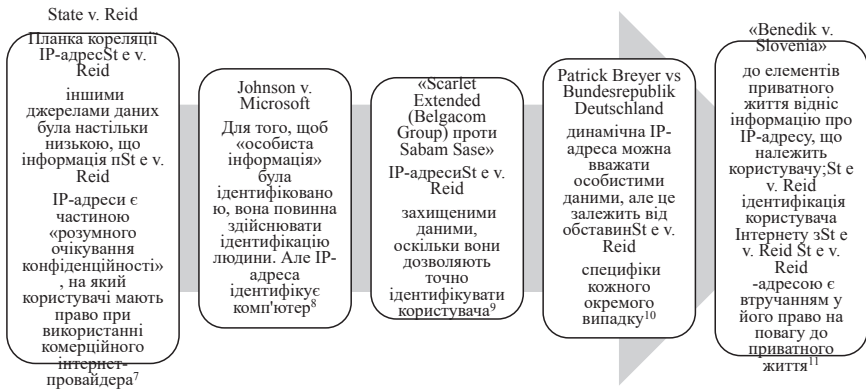 State v. Reid
Планка кореляції
IP-адресSt e v.
Reid
іншими
джерелами даних
була настільки
низькою, що
інформація пSt e v.
Reid
IP-адреси є
частиною
«розумного
очікування
конфіденційності»
, на який
користувачі мають
право при
використанні
комерційного
інтернет-
провайдера7
Johnson v.
Microsoft
Для того, щоб
«особиста
інформація»
була
ідентифіковано
ю, вона повинна
здійснювати
ідентифікацію
людини. Але IP-
адреса
ідентифікує
комп'ютер8
«Scarlet
Extended
(Belgacom
Group) проти
Sabam Sase»
IP-адресиSt e v.
Reid
захищеними
даними,
оскільки вони
дозволяють
точно
ідентифікувати
користувача9
Patrick Breyer vs
Bundesrepublik
Deutschland
динамічна IP-
адреса можна
вважати
особистими
даними, але це
залежить від
обставинSt e v.
Reid
специфіки
кожного
окремого
випадку10
«Benedik v.
Slovenia»
до елементів
приватного
життя відніс
інформацію про
IP-адресу, що
належить
користувачу;St e
v. Reid
ідентифікація
користувача
Інтернету зSt e
v. Reid St e v.
Reid
-адресою є
втручанням у
його право на
повагу до
приватного
життя11